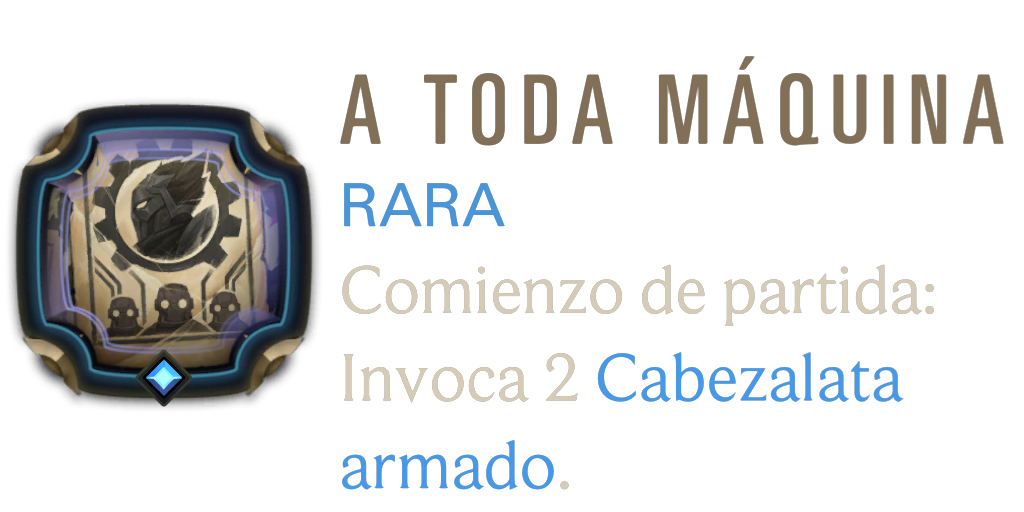 A TODA MÁQUINA
RARA
Comienzo de partida:
Invoca 2 Cabezalata
armado.